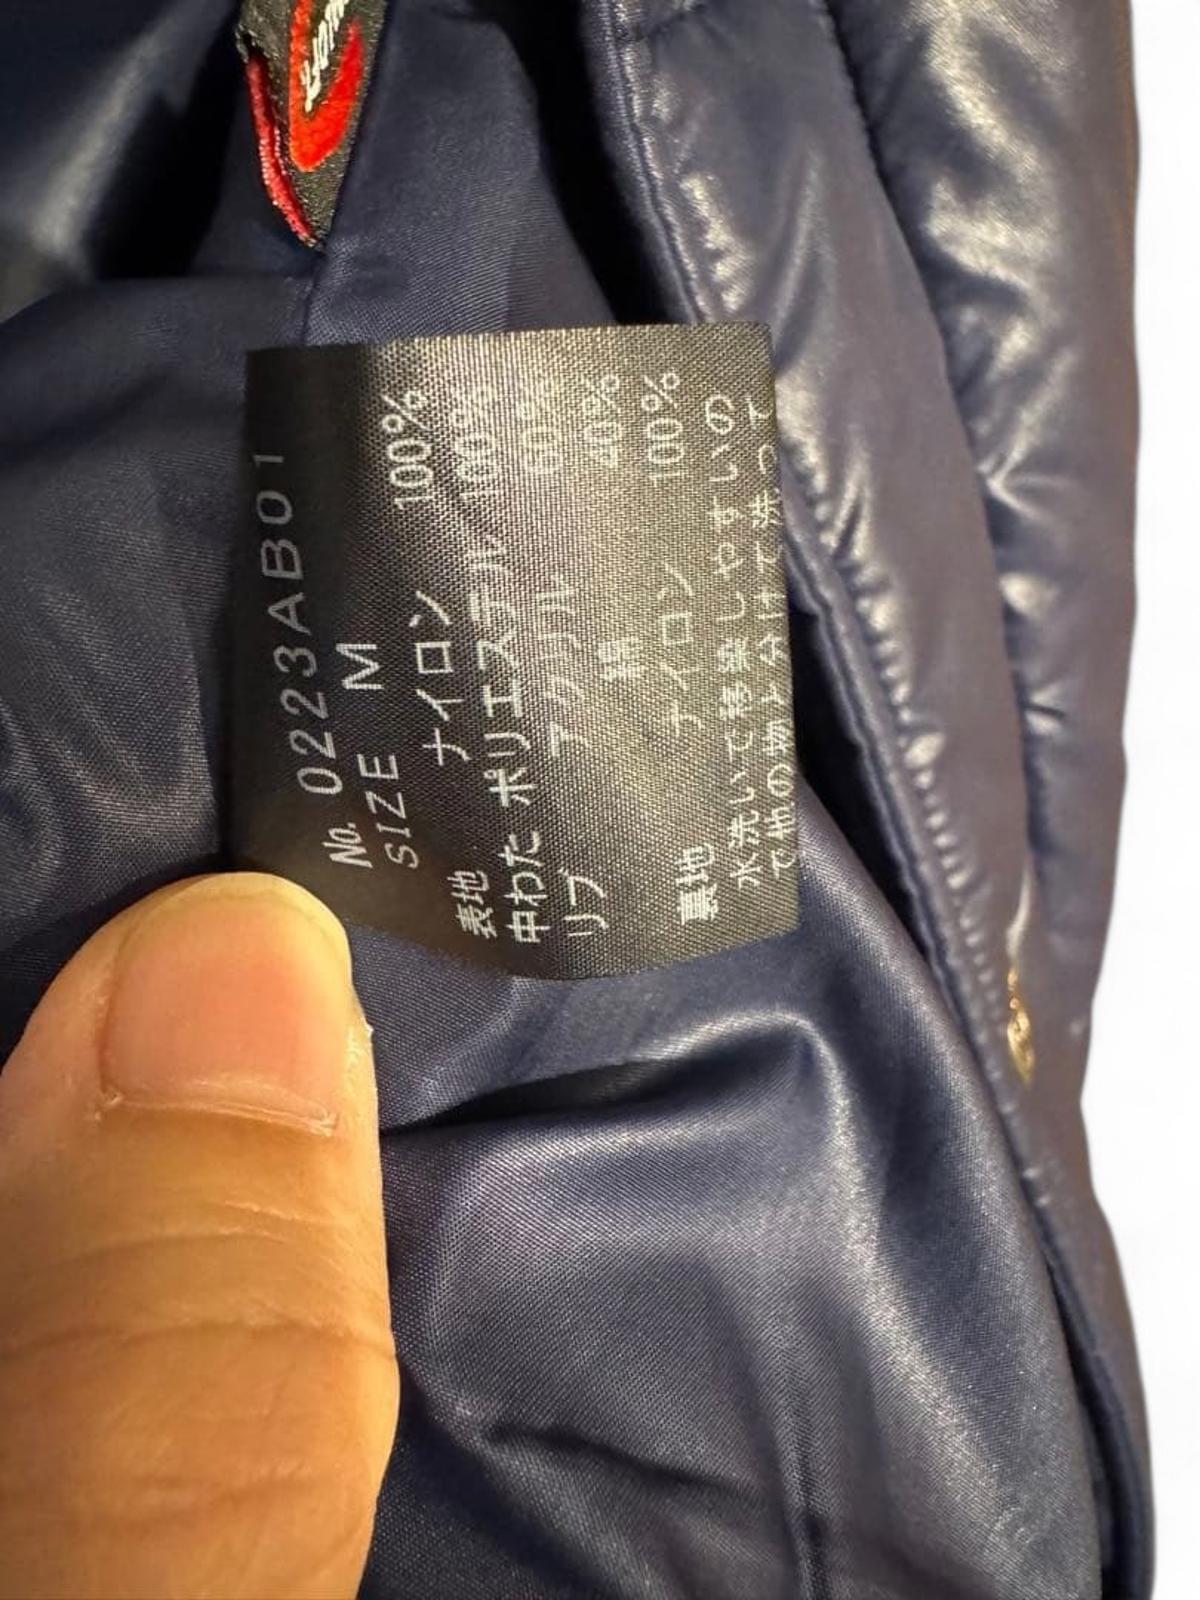 No. 0223AB01
SIZE M
表地 ナイロン 100%
中わた ポリエステル 100%
リブ アクリル 60%
綿 40%
裏地 ナイロン 100%
水洗いで移染しやすいの
で他の物と分けて洗って